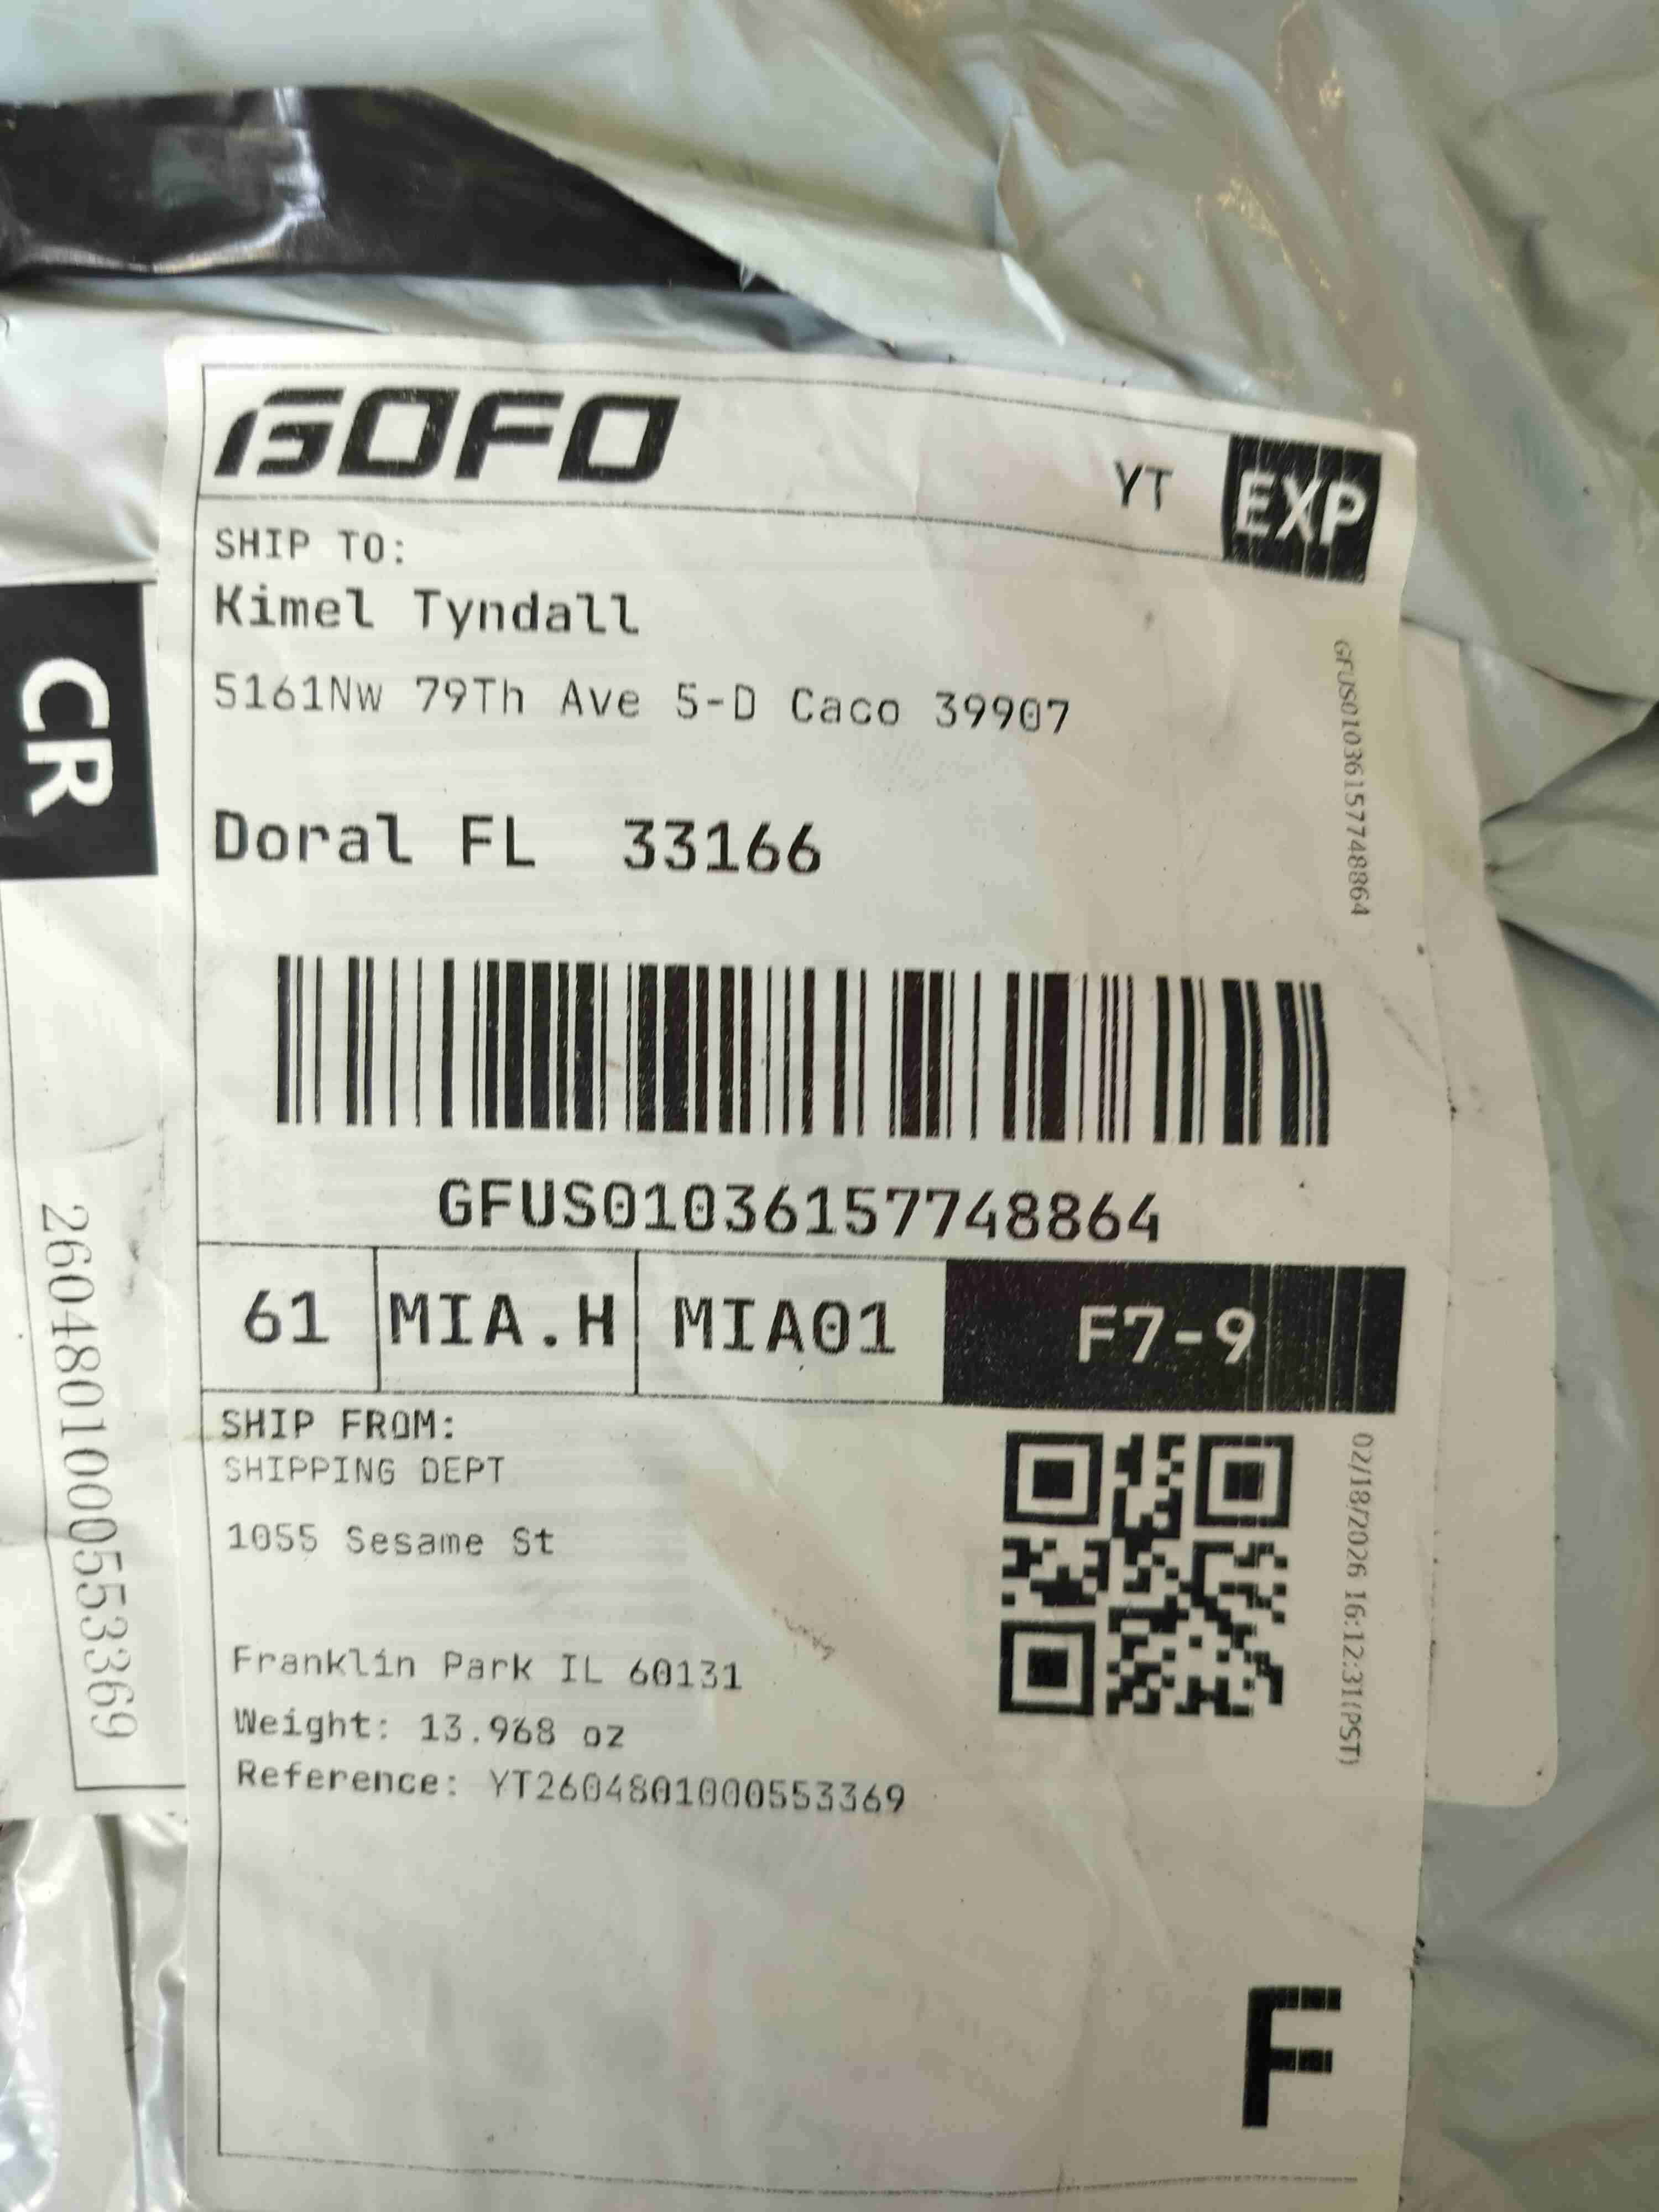 GOFO
YT
EXP
SHIP TO:
Kimel Tyndall
5161Nw 79Th Ave 5-D Caco 39907
Doral FL 33166
GFUS01036157748864
GFUS01036157748864
61
MIA.H
MIA01
F7-9
SHIP FROM:
SHIPPING DEPT
1055 Sesame St
Franklin Park IL 60131
Weight: 13.968 oz
Reference: YT2604801000553369
02/18/2026 16:12:31(PST)
F
CR
2604801000553369